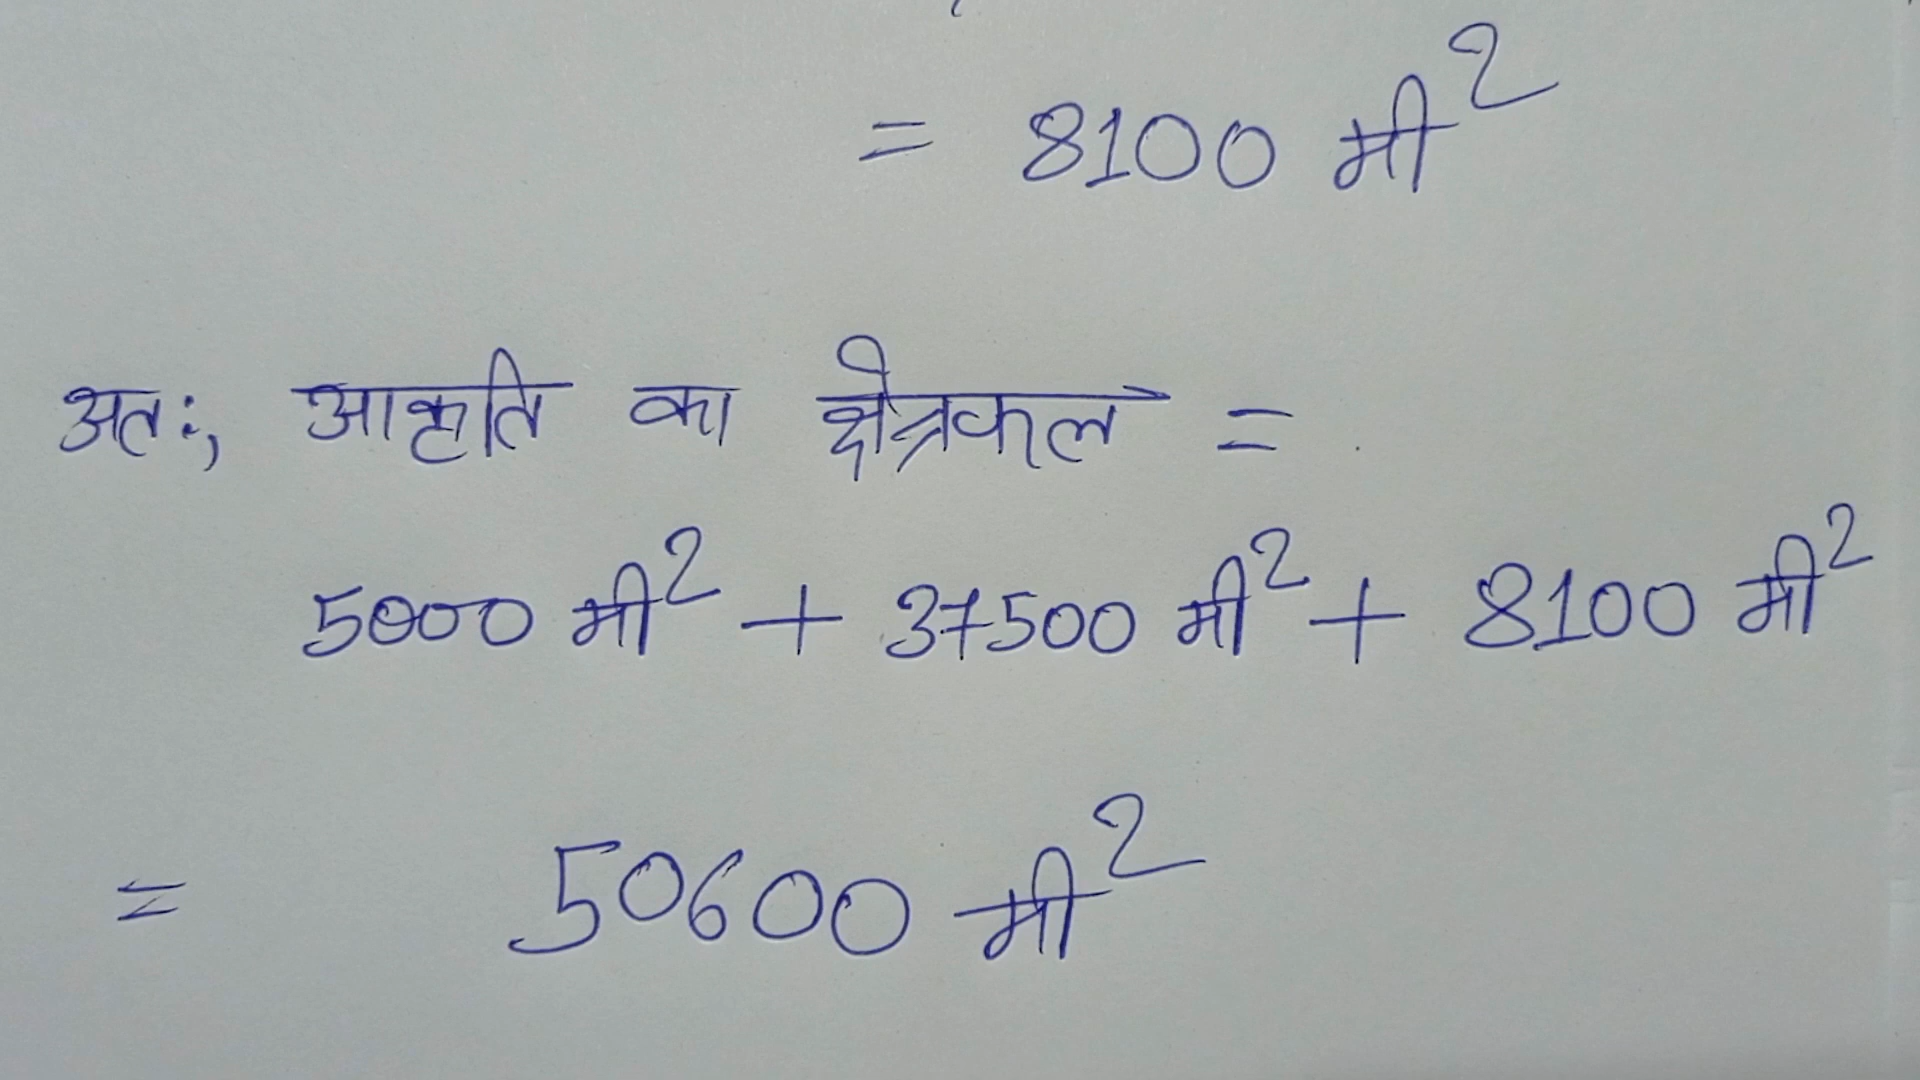 = 8100 मी²
अतः, आकृति का क्षेत्रफल =
5000 मी² + 37500 मी² + 8100 मी²
= 50600 मी²